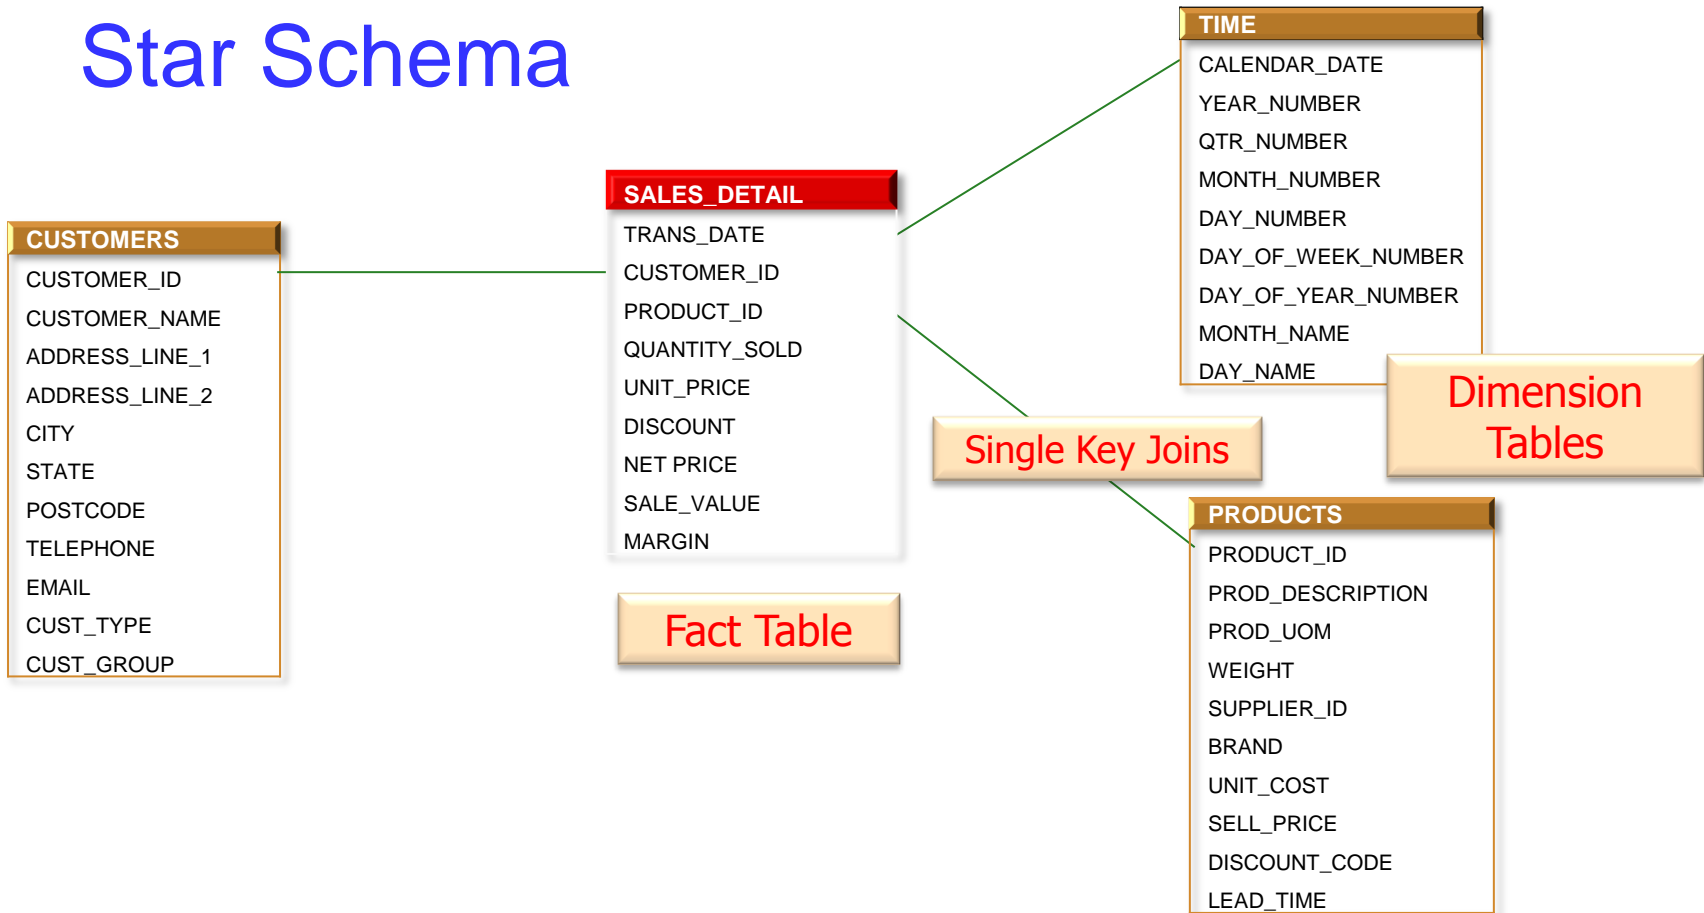 Star Schema
CUSTOMERS
CUSTOMER_ID
CUSTOMER_NAME
ADDRESS_LINE_1
ADDRESS_LINE_2
CITY
STATE
POSTCODE
TELEPHONE
EMAIL
CUST_TYPE
CUST_GROUP
SALES_DETAIL
TRANS_DATE
CUSTOMER_ID
PRODUCT_ID
QUANTITY_SOLD
UNIT_PRICE
DISCOUNT
NET PRICE
SALE_VALUE
MARGIN
Fact Table
Single Key Joins
TIME
CALENDAR_DATE
YEAR_NUMBER
QTR_NUMBER
MONTH_NUMBER
DAY_NUMBER
DAY_OF_WEEK_NUMBER
DAY_OF_YEAR_NUMBER
MONTH_NAME
DAY_NAME
Dimension
Tables
PRODUCTS
PRODUCT_ID
PROD_DESCRIPTION
PROD_UOM
WEIGHT
SUPPLIER_ID
BRAND
UNIT_COST
SELL_PRICE
DISCOUNT_CODE
LEAD_TIME